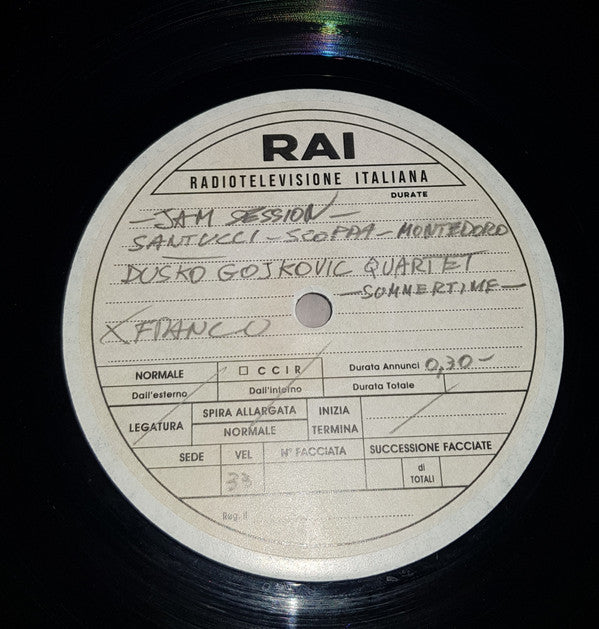 RAI
RADIOTELEVISIONE ITALIANA
DURATE
—JAM SESSION—
SANTUCCI - SCOPPA - MONTEDORO
DUSKO GOJKOVIC QUARTET
—SUMMERTIME—
X FRANCO
NORMALE
□ CCIR
Durata Annunci 0,30-
Dall'esterno
Dall'interno
Durata Totale
LEGATURA
SPIRA ALLARGATA
NORMALE
INIZIA
TERMINA
SEDE
VEL
N° FACCIATA
SUCCESSIONE FACCIATE
33
di
TOTALI
Reg. il